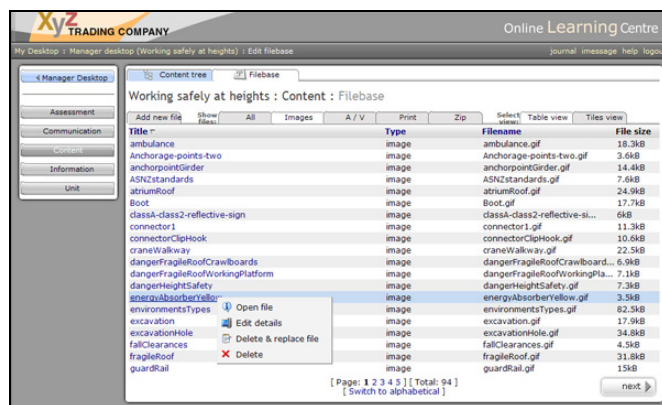 XyZ TRADING COMPANY
Online Learning Centre
My Desktop : Manager desktop (Working safely at heights) : Edit filebase
journal imessage help logout
Manager Desktop
Content tree Filebase
Working safely at heights : Content : Filebase
Assessment
Communication
Content
Information
Unit
Add new file Show files: All Images A / V Print Zip Select view: Table view Tiles view
Title Type Filename File size
ambulance image ambulance.gif 18.3kB
Anchorage-points-two image Anchorage-points-two.gif 3.6kB
anchorpointGirder image anchorpointGirder.gif 14.4kB
ASNZstandards image ASNZstandards.gif 7.6kB
atriumRoof image atriumRoof.gif 24.9kB
Boot image Boot.gif 17.7kB
classA-class2-reflective-sign image classA-class2-reflective-si... 6kB
connector1 image connector1.gif 11.3kB
connectorClipHook image connectorClipHook.gif 10.6kB
craneWalkway image craneWalkway.gif 22.5kB
dangerFragileRoofCrawlboards image dangerFragileRoofCrawlboard... 6.9kB
dangerFragileRoofWorkingPlatform image dangerFragileRoofWorkingPla... 7.1kB
dangerHeightSafety image dangerHeightSafety.gif 7.3kB
energyAbsorberYellow image energyAbsorberYellow.gif 3.5kB
environmentsTypes image environmentsTypes.gif 82.5kB
excavation image excavation.gif 17.9kB
excavationHole image excavationHole.gif 34.8kB
fallClearances image fallClearances.gif 4.5kB
fragileRoof image fragileRoof.gif 31.8kB
guardRail image guardRail.gif 15kB
Open file
Edit details
Delete & replace file
Delete
[ Page: 1 2 3 4 5 ] [ Total: 94 ]
[ Switch to alphabetical ]
next